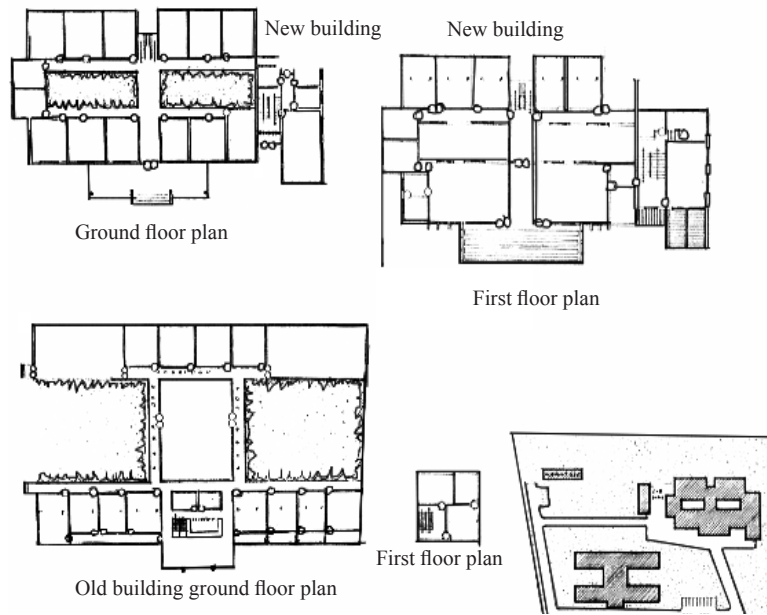 New building
New building
Ground floor plan
First floor plan
First floor plan
Old building ground floor plan